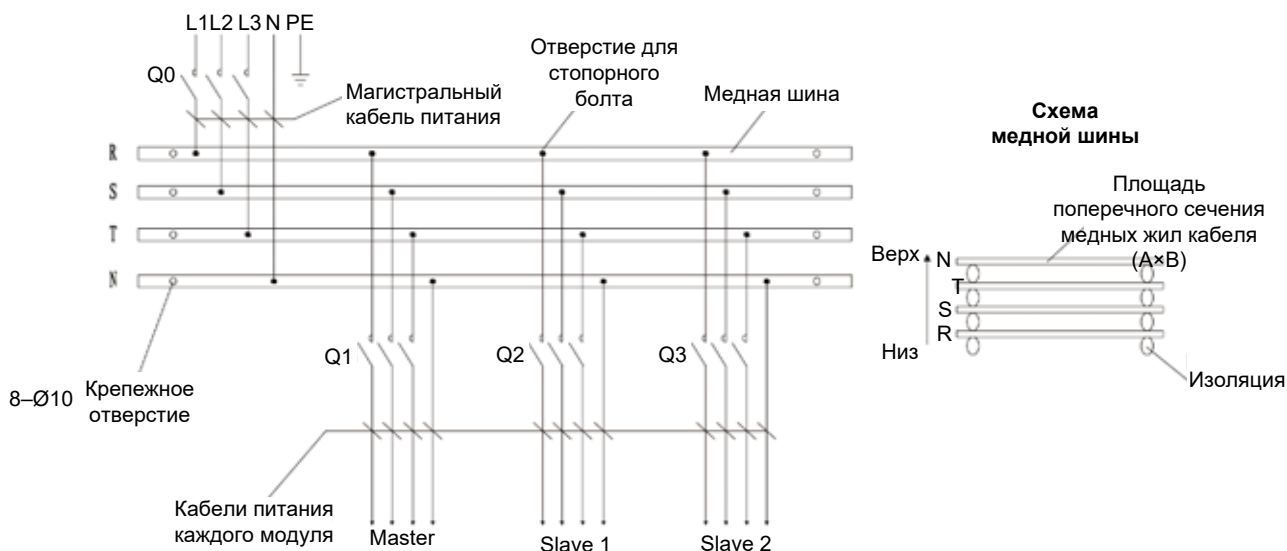 L1 L2 L3 N PE
Q0
Магистральный
кабель питания
Отверстие для
стопорного
болта
Медная шина
R
S
T
N
Q1
Q2
Q3
8–Ø10
Крепежное
отверстие
Кабели питания
каждого модуля
Master
Slave 1
Slave 2
Схема
медной шины
Площадь
поперечного сечения
медных жил кабеля
(А×В)
Верх
N
T
S
R
Низ
Изоляция